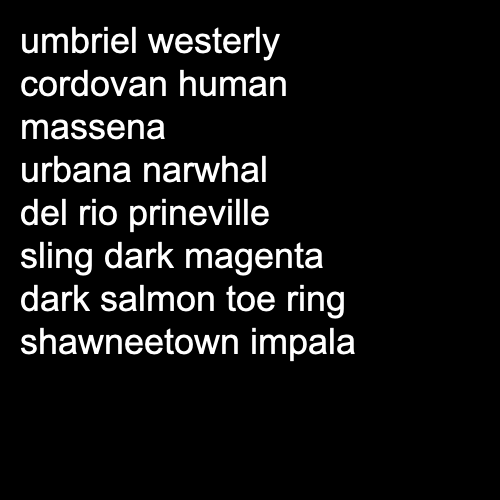 umbriel westerly
cordovan human
massena
urbana narwhal
del rio prineville
sling dark magenta
dark salmon toe ring
shawneetown impala